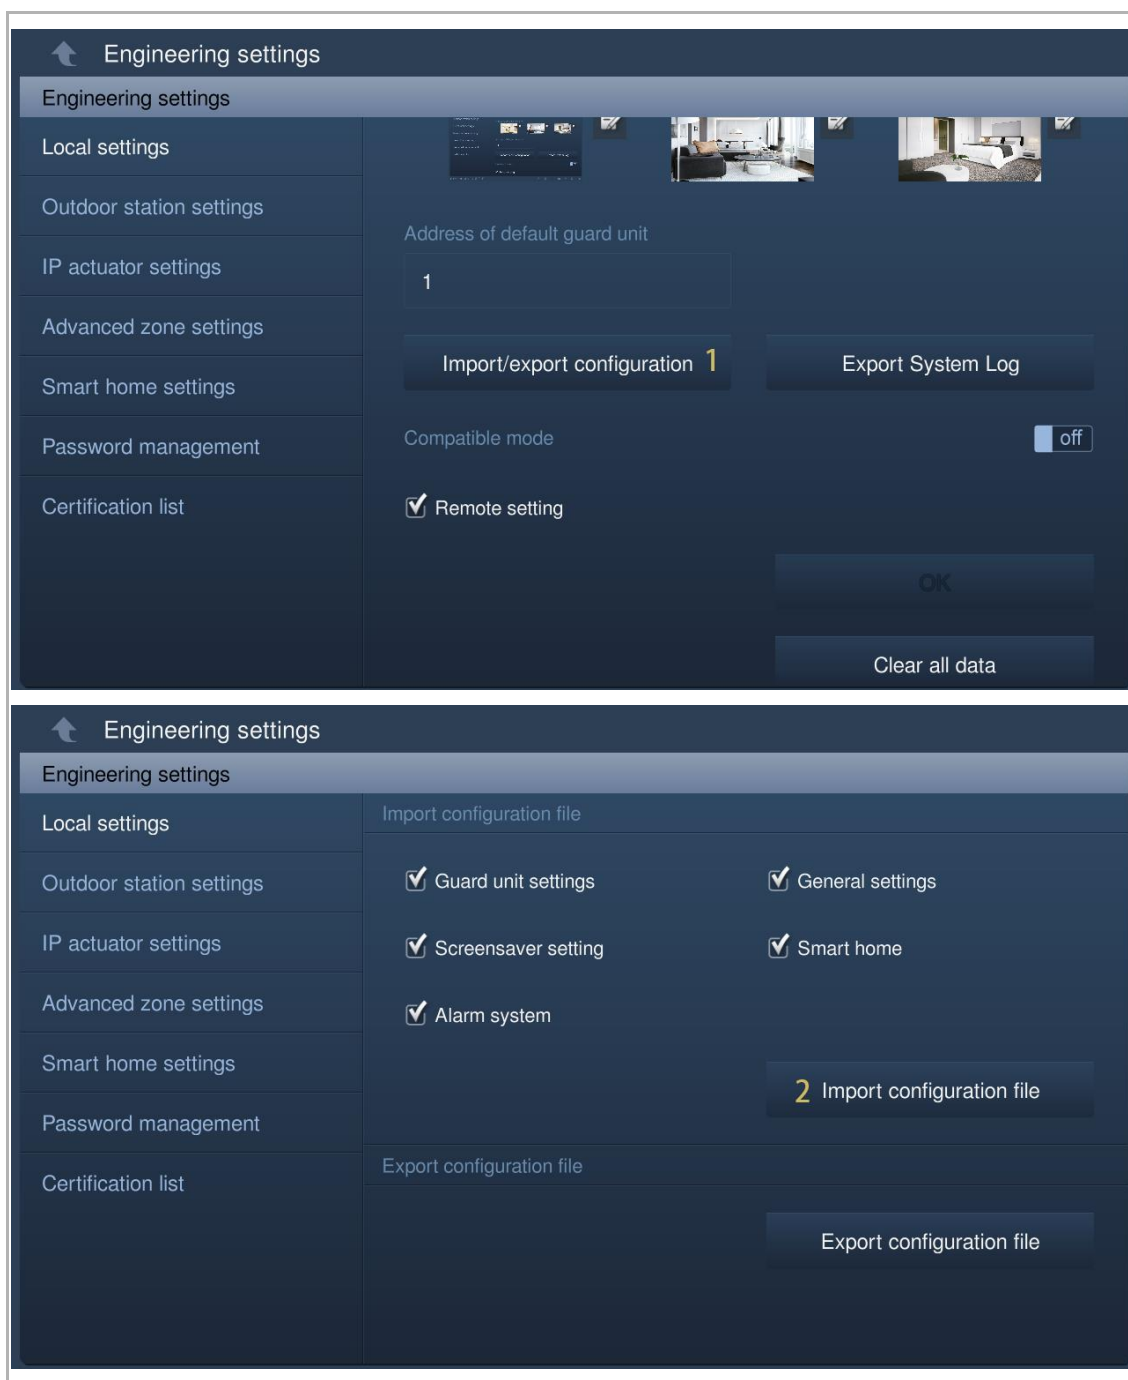 Engineering settings
Engineering settings
Local settings
Outdoor station settings
Address of default guard unit
IP actuator settings
1
Advanced zone settings
Import/export configuration 1
Export System Log
Smart home settings
Compatible mode
off
Password management
Certification list
Remote setting
OK
Clear all data
Engineering settings
Engineering settings
Local settings
Import configuration file
Outdoor station settings
Guard unit settings
General settings
IP actuator settings
Screensaver setting
Smart home
Advanced zone settings
Alarm system
Smart home settings
2 Import configuration file
Password management
Export configuration file
Certification list
Export configuration file